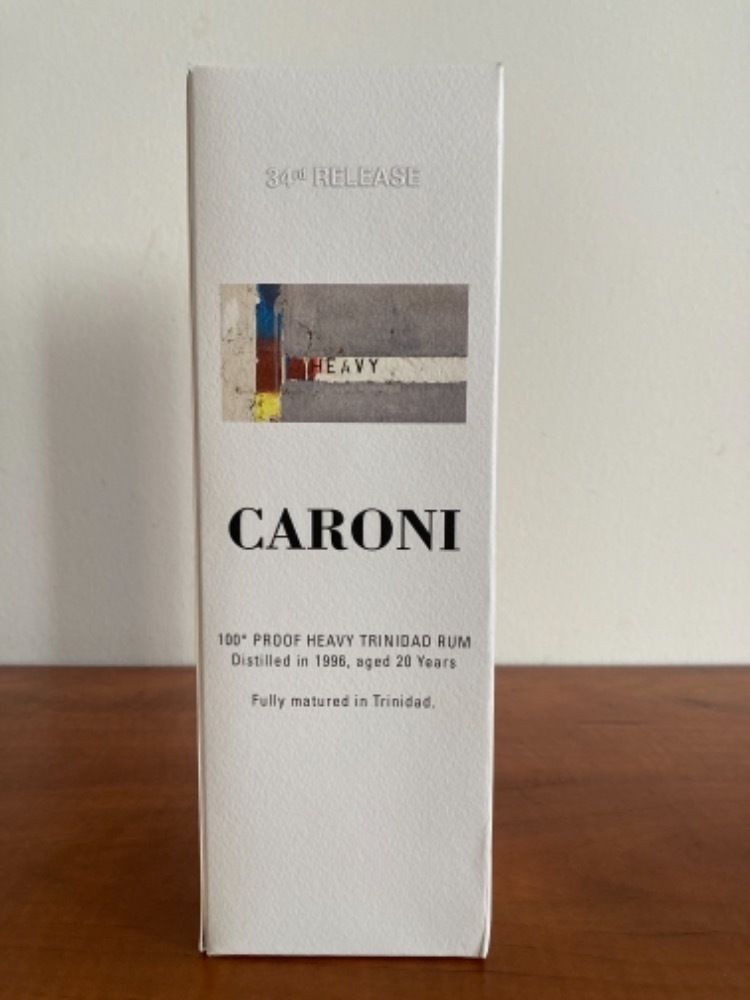 34rd RELEASE
HEAVY
CARONI
100° PROOF HEAVY TRINIDAD RUM
Distilled in 1996, aged 20 Years
Fully matured in Trinidad.